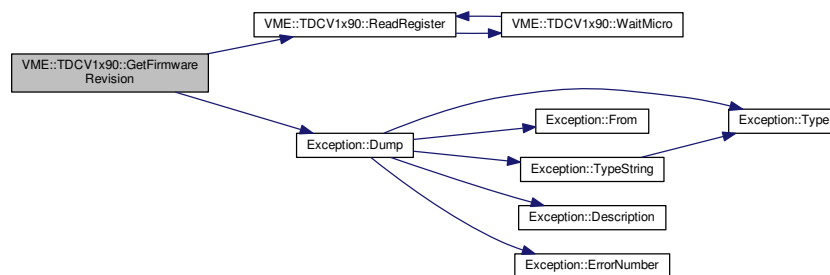 VME::TDCV1x90::ReadRegister
VME::TDCV1x90::WaitMicro
VME::TDCV1x90::GetFirmware
Revision
Exception::From
Exception::Type
Exception::Dump
Exception::TypeString
Exception::Description
Exception::ErrorNumber